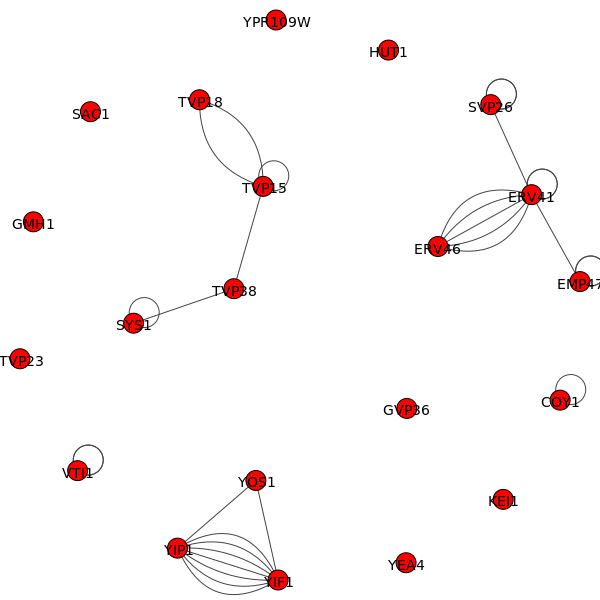 YPR109W
HUT1
TVP18
SVP26
SAC1
TVP15
ERV41
GMH1
ERV46
EMP47
TVP38
SYS1
TVP23
COY1
GVP36
VTI1
YOS1
KEI1
YIP1
YEA4
YIF1